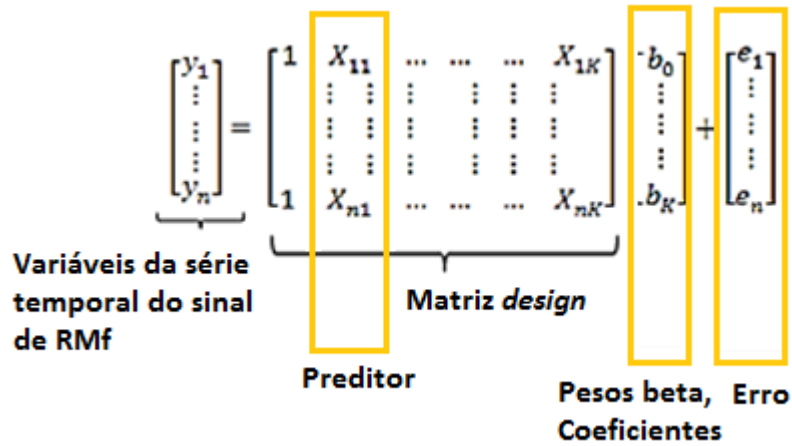 y₁ 1 X₁₁ ... ... ... X₁K b₀ e₁
⋮ ⋮ ⋮ ⋮ ⋮ ⋮ ⋮ ⋮ ⋮
⋮ = ⋮ ⋮ ⋮ ⋮ ⋮ ⋮ ⋮ + ⋮
⋮ ⋮ ⋮ ⋮ ⋮ ⋮ ⋮ ⋮ ⋮
yₙ 1 Xₙ₁ ... ... ... XₙK bK eₙ
Variáveis da série
temporal do sinal
de RMf
Matriz design
Preditor
Pesos beta,
Coeficientes
Erro